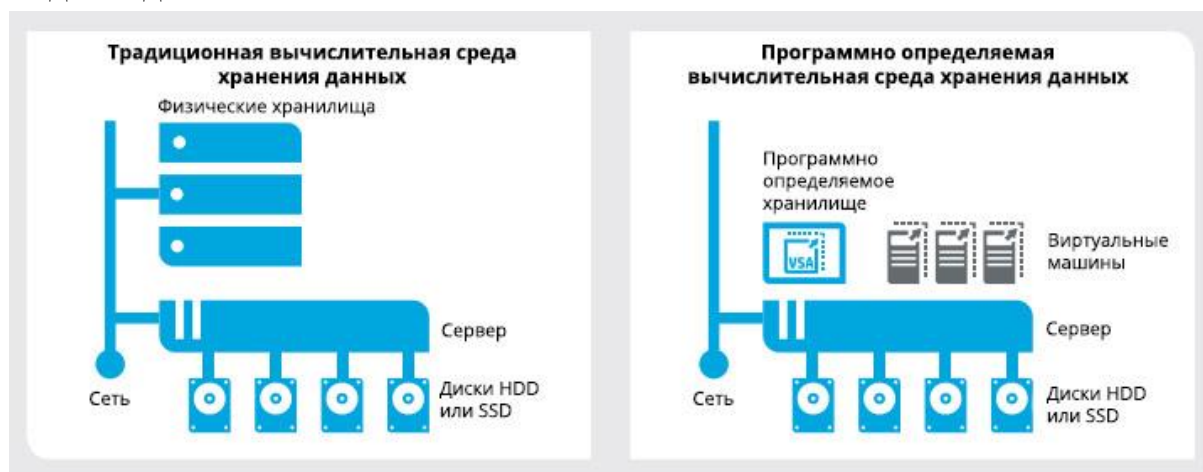 Традиционная вычислительная среда
хранения данных
Физические хранилища
Сервер
Диски HDD
или SSD
Сеть
Программно определяемая
вычислительная среда хранения данных
Программно
определяемое
хранилище
VSA
Виртуальные
машины
Сервер
Диски HDD
или SSD
Сеть